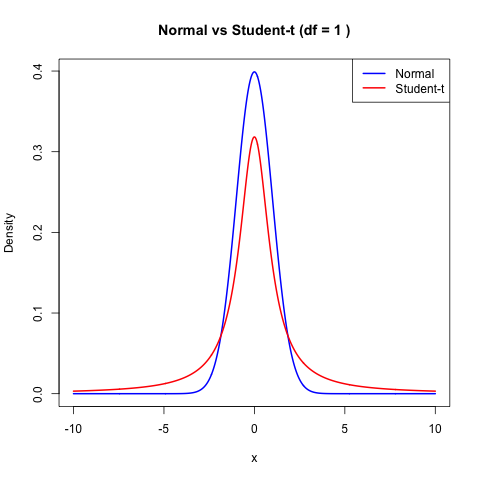 Normal vs Student-t (df = 1 )
Normal
Student-t
Density
0.4
0.3
0.2
0.1
0.0
-10
-5
0
5
10
x